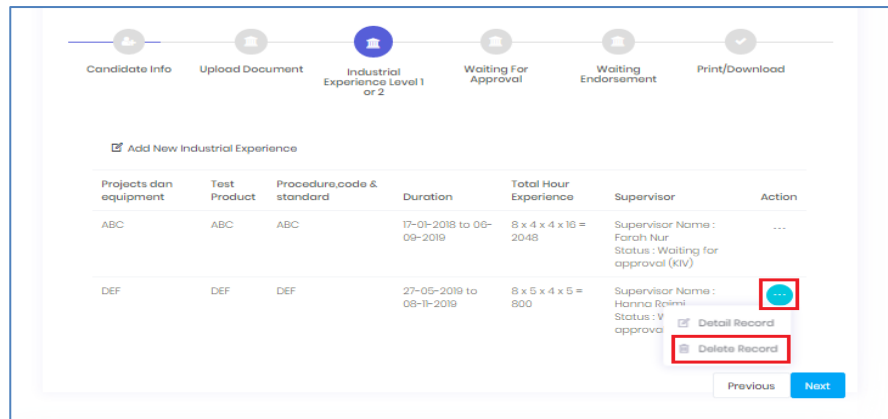 Candidate Info
Upload Document
Industrial
Experience Level 1
or 2
Waiting For
Approval
Waiting
Endorsement
Print/Download
Add New Industrial Experience
Projects dan
equipment
Test
Product
Procedure,code &
standard
Duration
Total Hour
Experience
Supervisor
Action
ABC
ABC
ABC
17-01-2018 to 06-
09-2019
8 x 4 x 4 x 16 =
2048
Supervisor Name :
Farah Nur
Status : Waiting for
approval (KIV)
...
DEF
DEF
DEF
27-05-2019 to
08-11-2019
8 x 5 x 4 x 5 =
800
Supervisor Name :
Hanna Raimi
Status :
...
Detail Record
Delete Record
Previous
Next